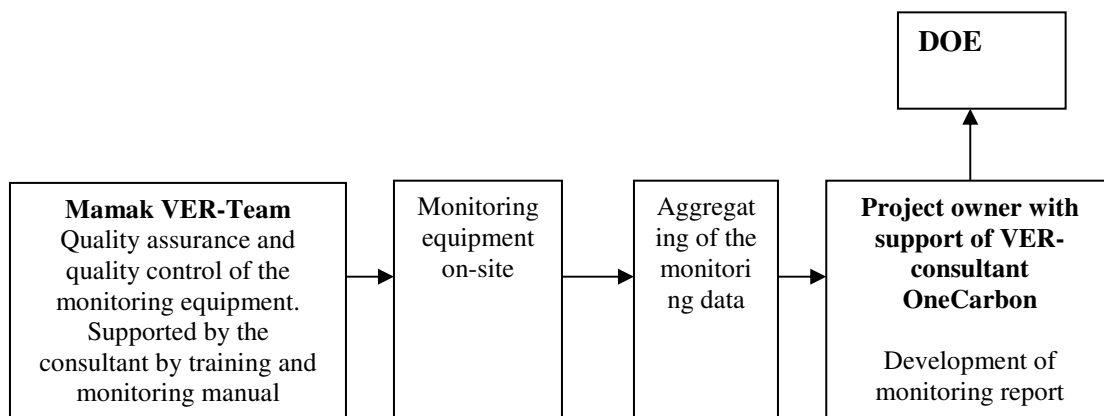 DOE
Mamak VER-Team
Quality assurance and
quality control of the
monitoring equipment.
Supported by the
consultant by training and
monitoring manual
Monitoring
equipment
on-site
Aggregat
ing of the
monitori
ng data
Project owner with
support of VER-
consultant
OneCarbon
Development of
monitoring report